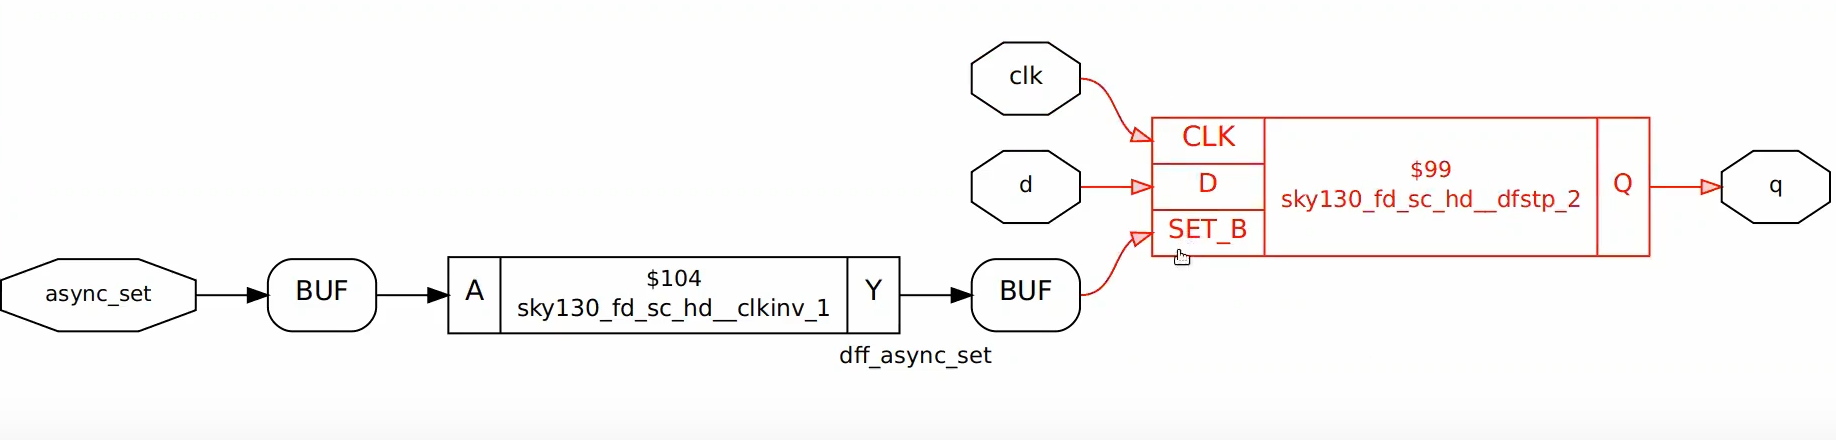 clk
CLK
d
D
$99
sky130_fd_sc_hd__dfstp_2
Q
q
SET_B
async_set
BUF
A
$104
sky130_fd_sc_hd__clkinv_1
Y
BUF
dff_async_set